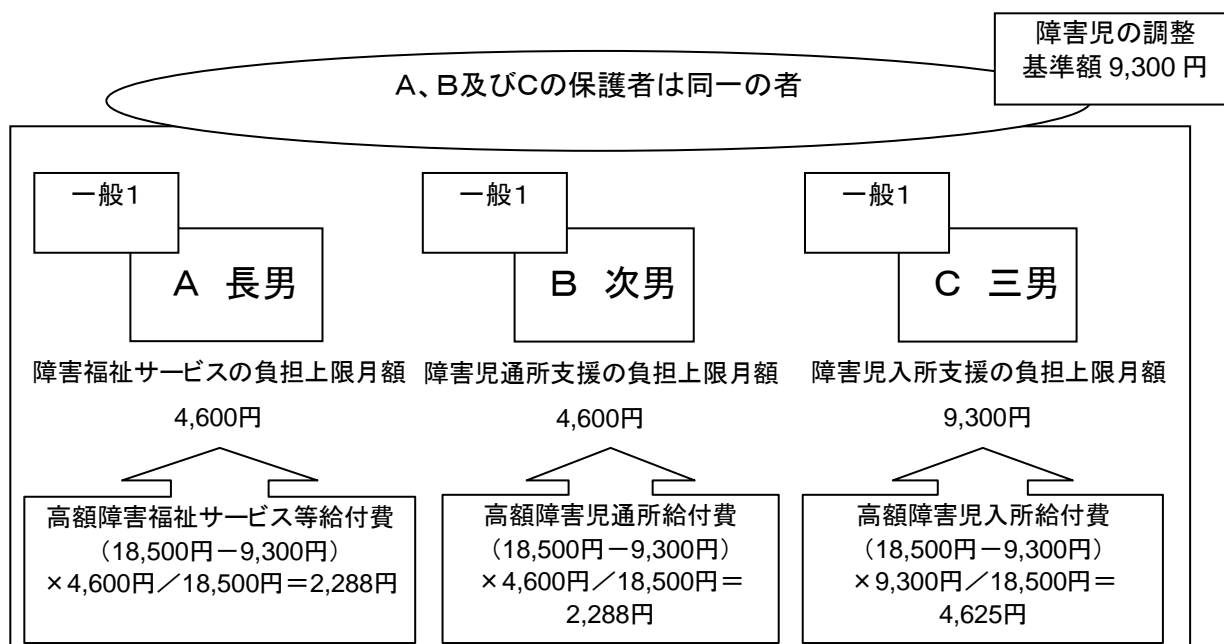 障害児の調整
基準額 9,300 円
A、B及びCの保護者は同一の者
一般1
A 長男
障害福祉サービスの負担上限月額
4,600円
高額障害福祉サービス等給付費
(18,500円-9,300円)
×4,600円/18,500円=2,288円
一般1
B 次男
障害児通所支援の負担上限月額
4,600円
高額障害児通所給付費
(18,500円-9,300円)
×4,600円/18,500円=
2,288円
一般1
C 三男
障害児入所支援の負担上限月額
9,300円
高額障害児入所給付費
(18,500円-9,300円)
×9,300円/18,500円=
4,625円